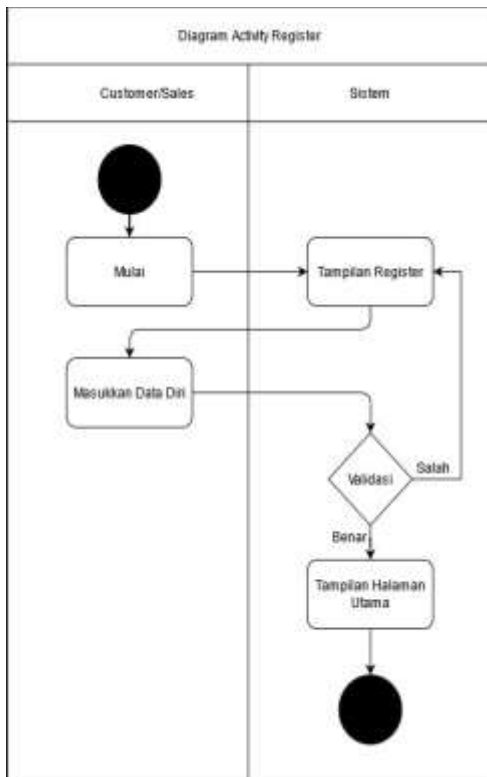 Diagram Activity Register
Customer/Sales
Sistem
Mulai
Tampilan Register
Masukkan Data Diri
Validasi
Salah
Benar
Tampilan Halaman
Utama